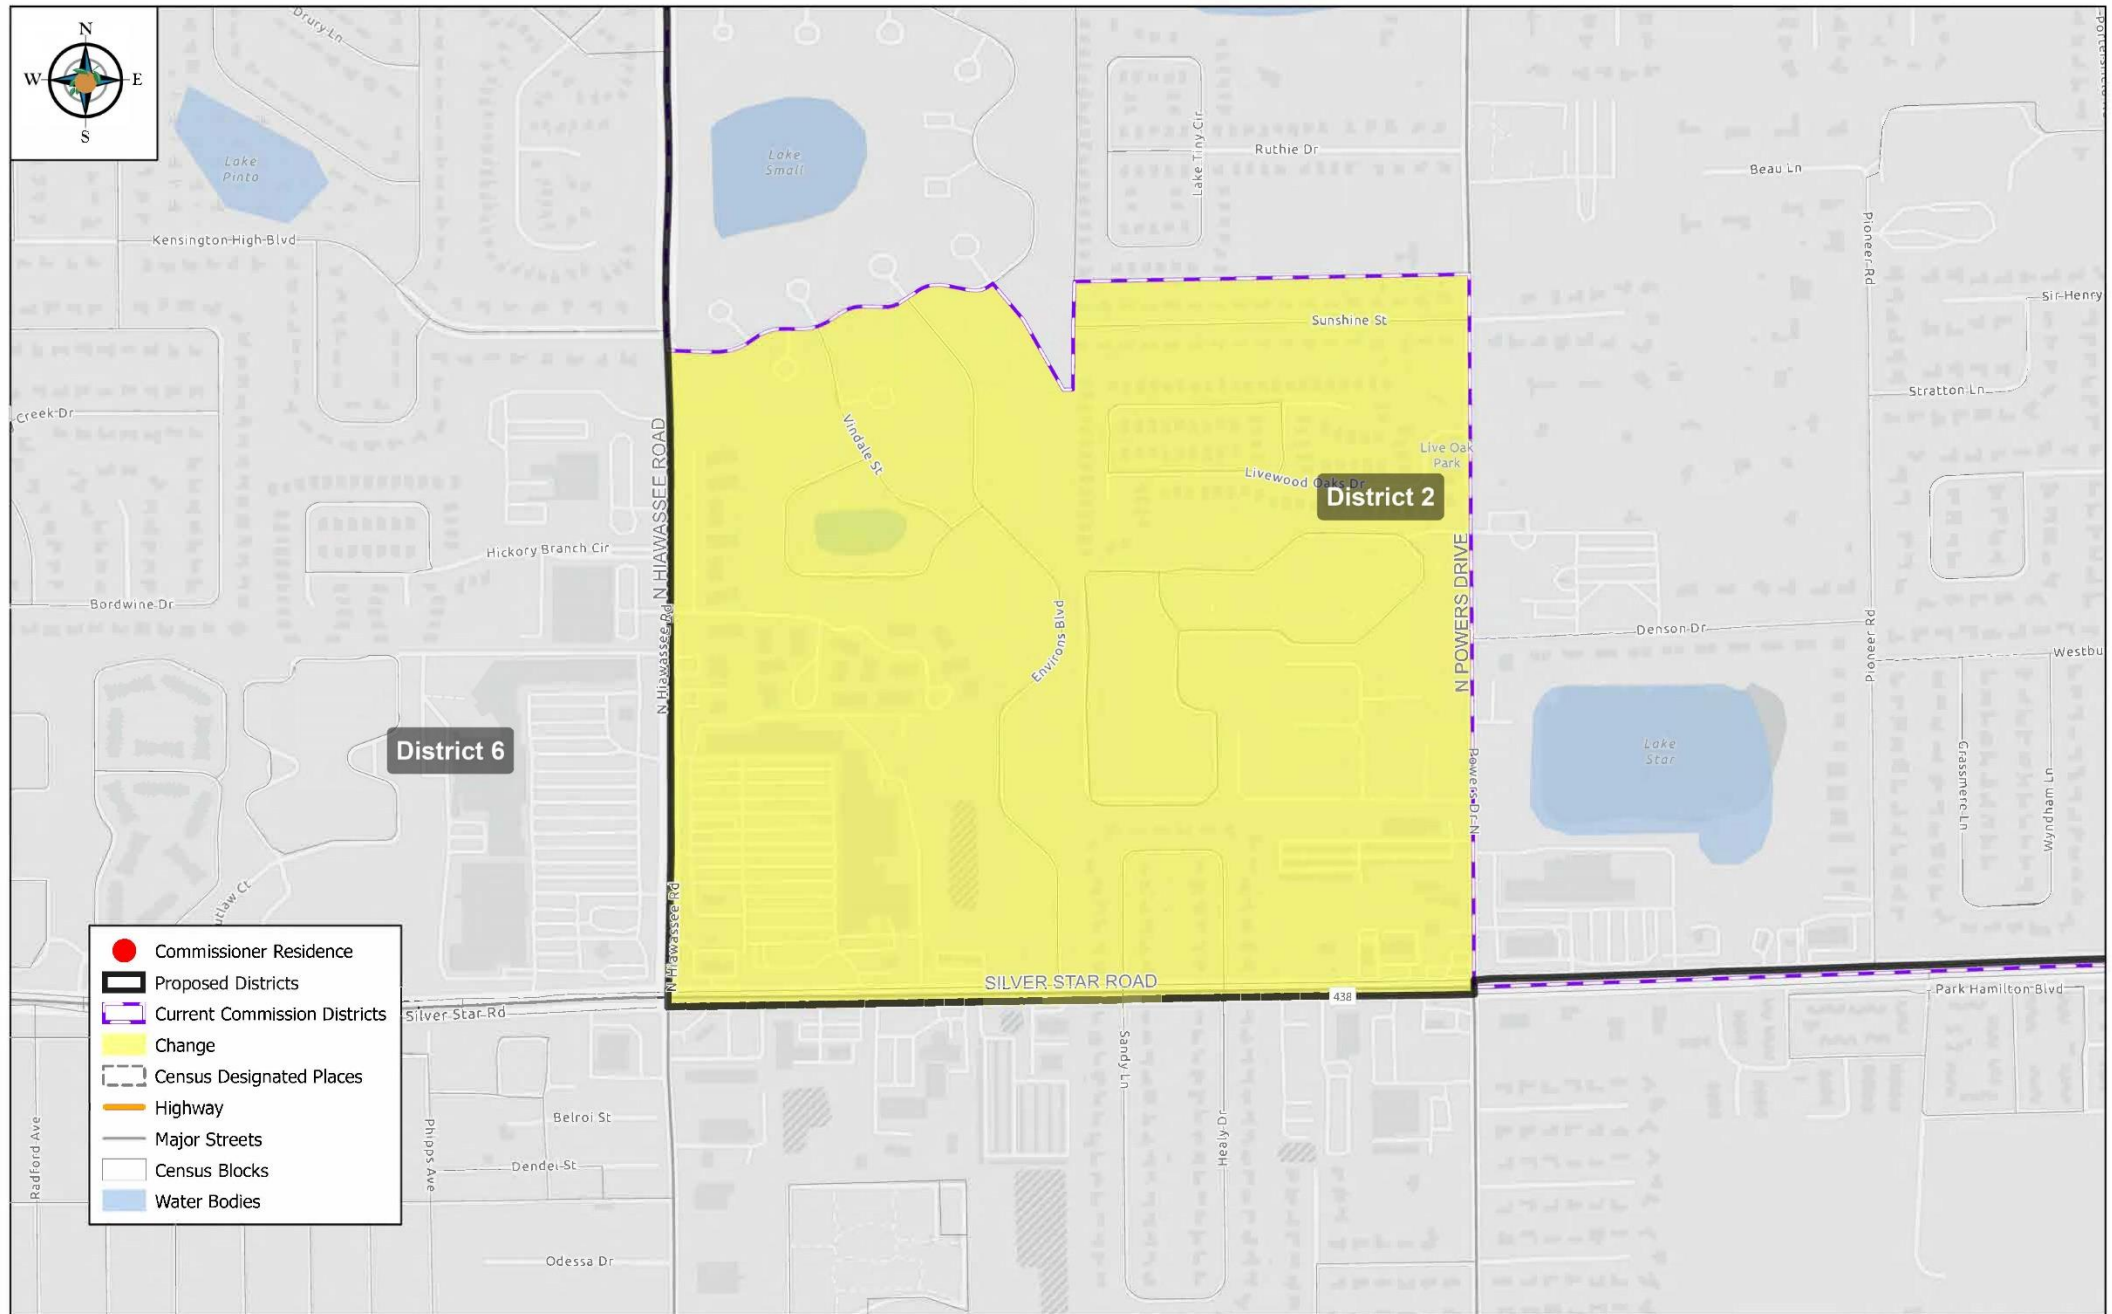 N
W
E
S
Drury Ln
Lake
Pinto
Lake
Small
Lake Tiny Cir
Ruthie Dr
Beau Ln
Pioneer Rd
Kensington High Blvd
Sir Henry
Sunshine St
Stratton Ln
Creek Dr
Vindale St
Live Oak
Park
Livewood Oaks Dr
District 2
N HIAWASSEE ROAD
Hickory Branch Cir
N POWERS DRIVE
Bordwine Dr
N Hiawassee Rd
Environs Blvd
Denson Dr
Pioneer Rd
Westbu
District 6
Lake
Star
Powers Dr N
Grassmere Ln
Wyndham Ln
utlaw Ct
N Hiawassee Rd
SILVER STAR ROAD
438
Park Hamilton Blvd
Silver Star Rd
Commissioner Residence
Proposed Districts
Current Commission Districts
Change
Census Designated Places
Highway
Major Streets
Census Blocks
Water Bodies
Sandy Ln
Healy Dr
Belroi St
Phipps Ave
Dendel St
Radford Ave
Odessa Dr